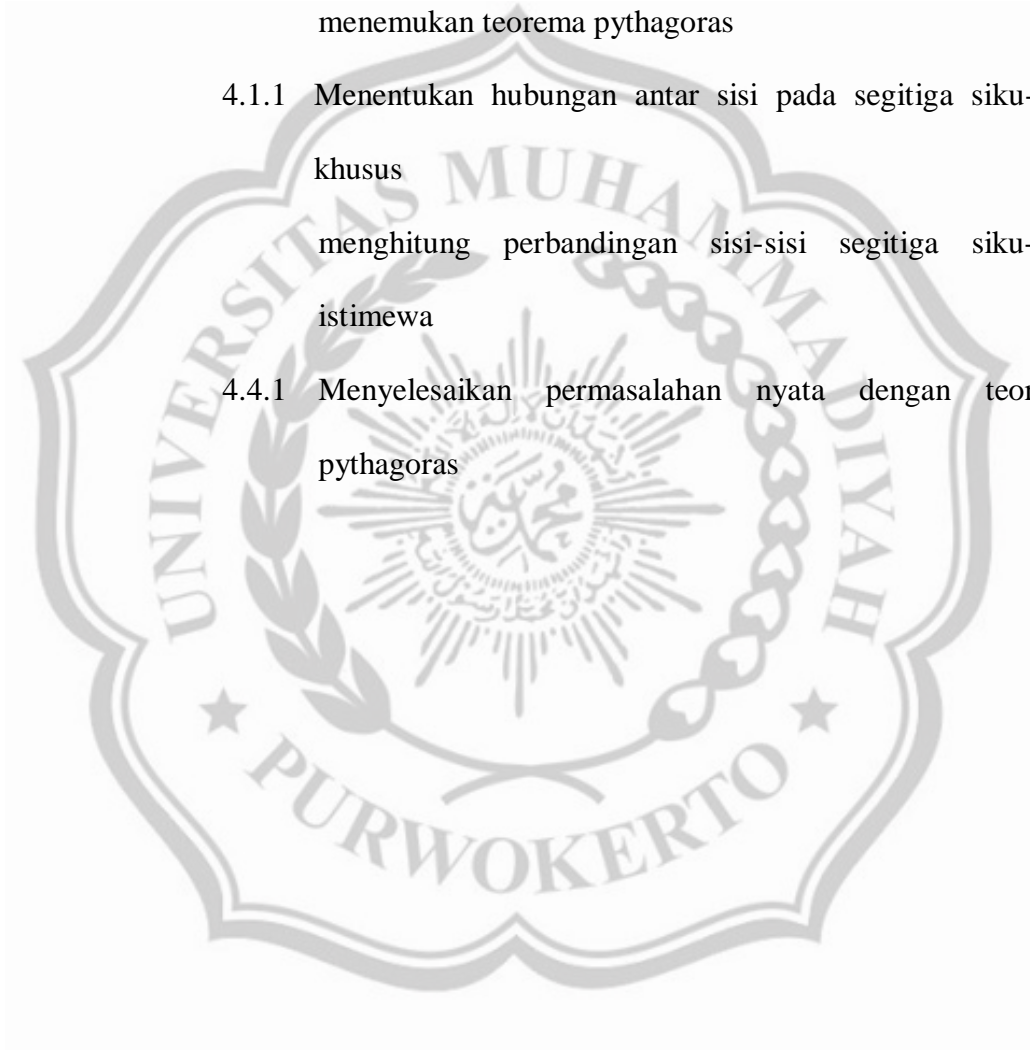 menemukan teorema pythagoras
4.1.1 Menentukan hubungan antar sisi pada segitiga siku-
khusus
menghitung perbandingan sisi-sisi segitiga siku-
istimewa
4.4.1 Menyelesaikan permasalahan nyata dengan
pythagoras
UNIVERSITAS MUHAMMADIYAH
PURWOKERTO